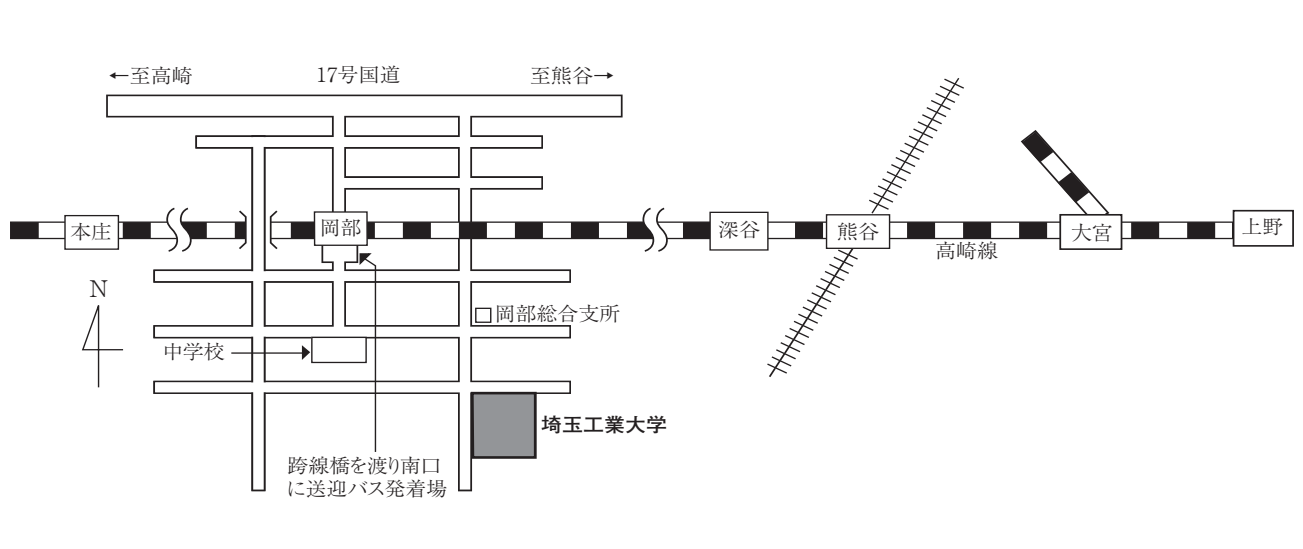 ←至高崎
17号国道
至熊谷→
本庄
岡部
深谷
熊谷
高崎線
大宮
上野
N
岡部総合支所
中学校
埼玉工業大学
跨線橋を渡り南口
に送迎バス発着場